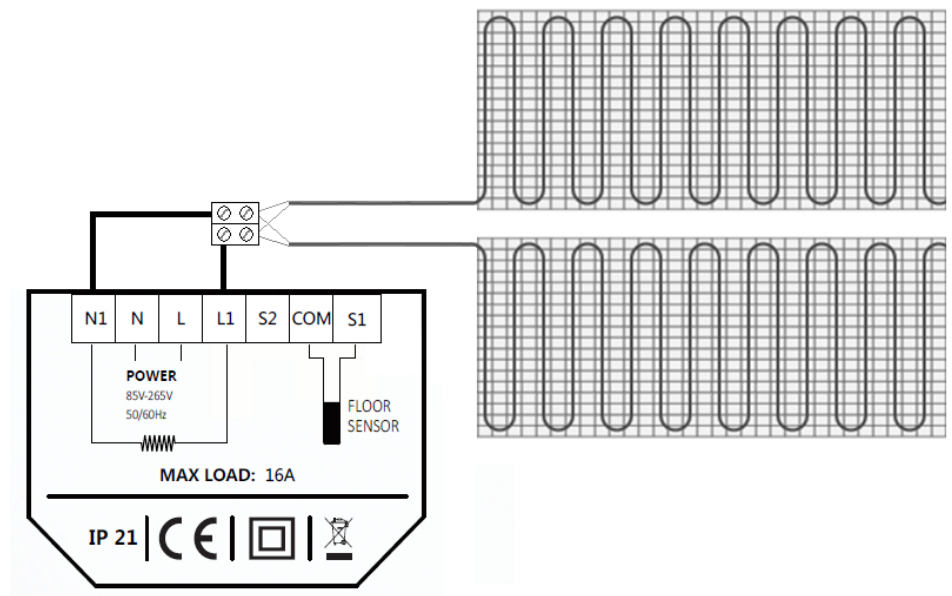 N1 N L L1 S2 COM S1
POWER
85V-265V
50/60Hz
FLOOR
SENSOR
MAX LOAD: 16A
IP 21 CE